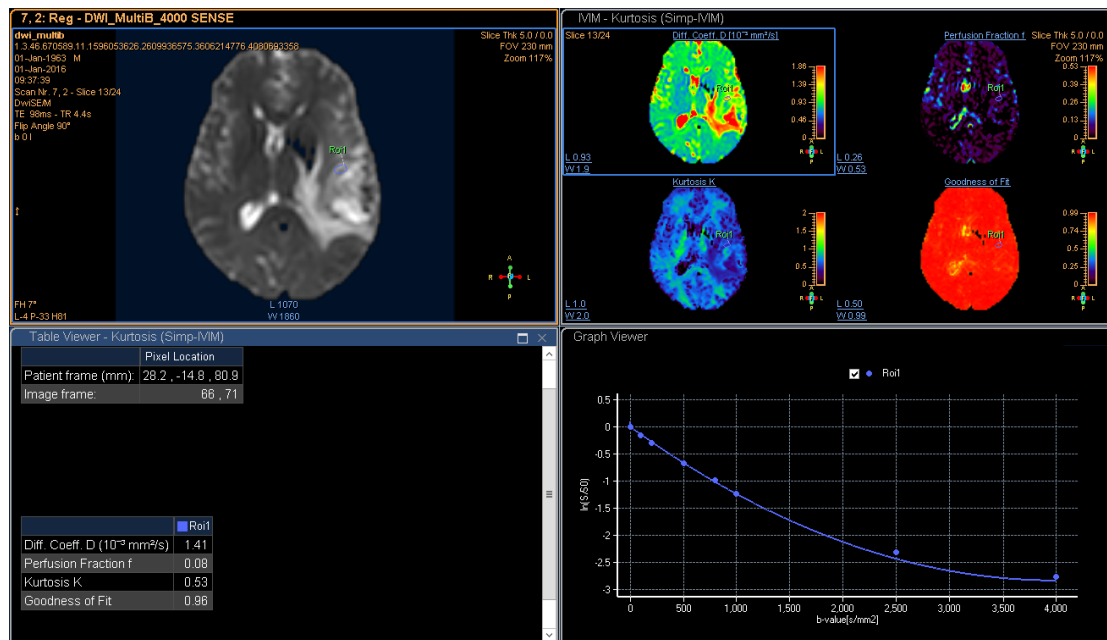 7, 2: Reg - DWI_MultiB_4000 SENSE
dwi_multib
1.3.46.670589.11.1596053626.2609936575.3606214776.4080693358
01-Jan-1963 M
01-Jan-2016
09:37:39
Scan Nr. 7, 2 - Slice 13/24
DwiSE/M
TE 98ms - TR 4.4s
Flip Angle 90°
b 0 I
Slice Thk 5.0 / 0.0
FOV 230 mm
Zoom 117%
Roi1
A
R L
P
FH 7°
L-4 P-33 H81
L 1070
W 1860
IVIM - Kurtosis (Simp-IVIM)
Slice 13/24
Diff. Coeff. D [10⁻³ mm²/s]
1.86
1.39
0.93
0.46
0
Roi1
A
R L
P
L 0.93
W 1.9
Perfusion Fraction f
Slice Thk 5.0 / 0.0
FOV 230 mm
Zoom 117%
0.53
0.39
0.26
0.13
0
Roi1
A
R L
P
L 0.26
W 0.53
Kurtosis K
2
1.5
1
0.5
0
Roi1
A
R L
P
L 1.0
W 2.0
Goodness of Fit
0.99
0.74
0.50
0.25
0
Roi1
A
R L
P
L 0.50
W 0.99
Table Viewer - Kurtosis (Simp-IVIM)
Pixel Location
Patient frame (mm): 28.2 , -14.8 , 80.9
Image frame: 66 , 71
Roi1
Diff. Coeff. D (10⁻³ mm²/s) 1.41
Perfusion Fraction f 0.08
Kurtosis K 0.53
Goodness of Fit 0.96
Graph Viewer
Roi1
ln[S/S0]
0.5
0
-0.5
-1
-1.5
-2
-2.5
-3
0 500 1,000 1,500 2,000 2,500 3,000 3,500 4,000
b-value[s/mm2]